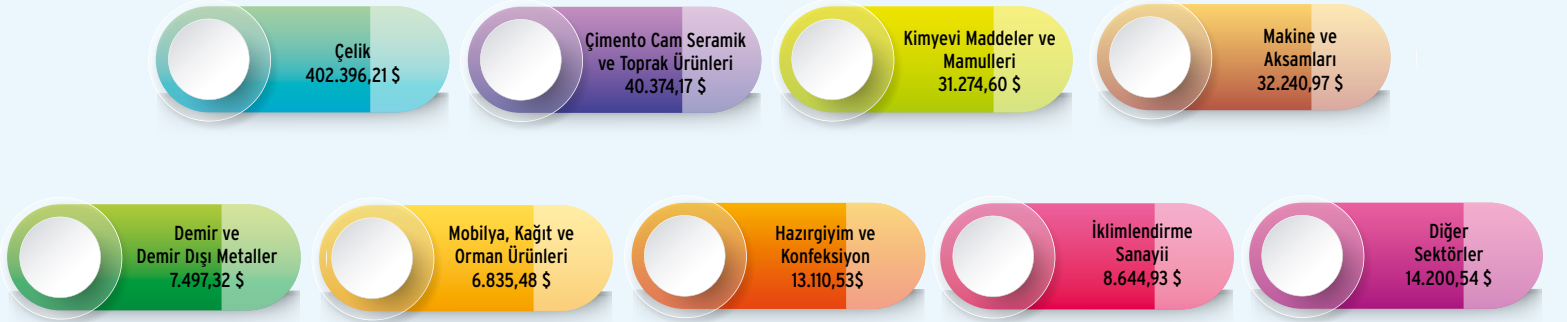 Çelik
402.396,21 $
Çimento Cam Seramik
ve Toprak Ürünleri
40.374,17 $
Kimyevi Maddeler ve
Mamulleri
31.274,60 $
Makine ve
Aksamları
32.240,97 $
Demir ve
Demir Dışı Metaller
7.497,32 $
Mobilya, Kağıt ve
Orman Ürünleri
6.835,48 $
Hazırgiyim ve
Konfeksiyon
13.110,53$
İklimlendirme
Sanayii
8.644,93 $
Diğer
Sektörler
14.200,54 $